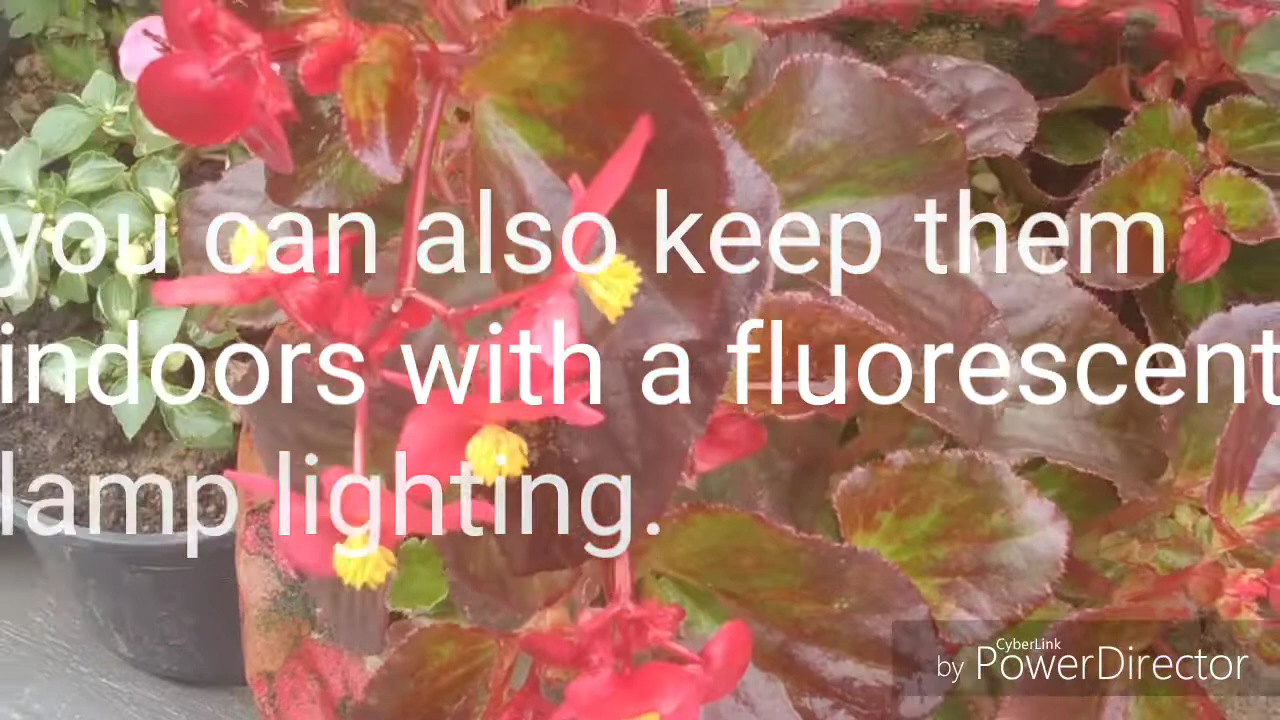 you can also keep them
indoors with a fluorescent
lamp lighting.
CyberLink
by PowerDirector